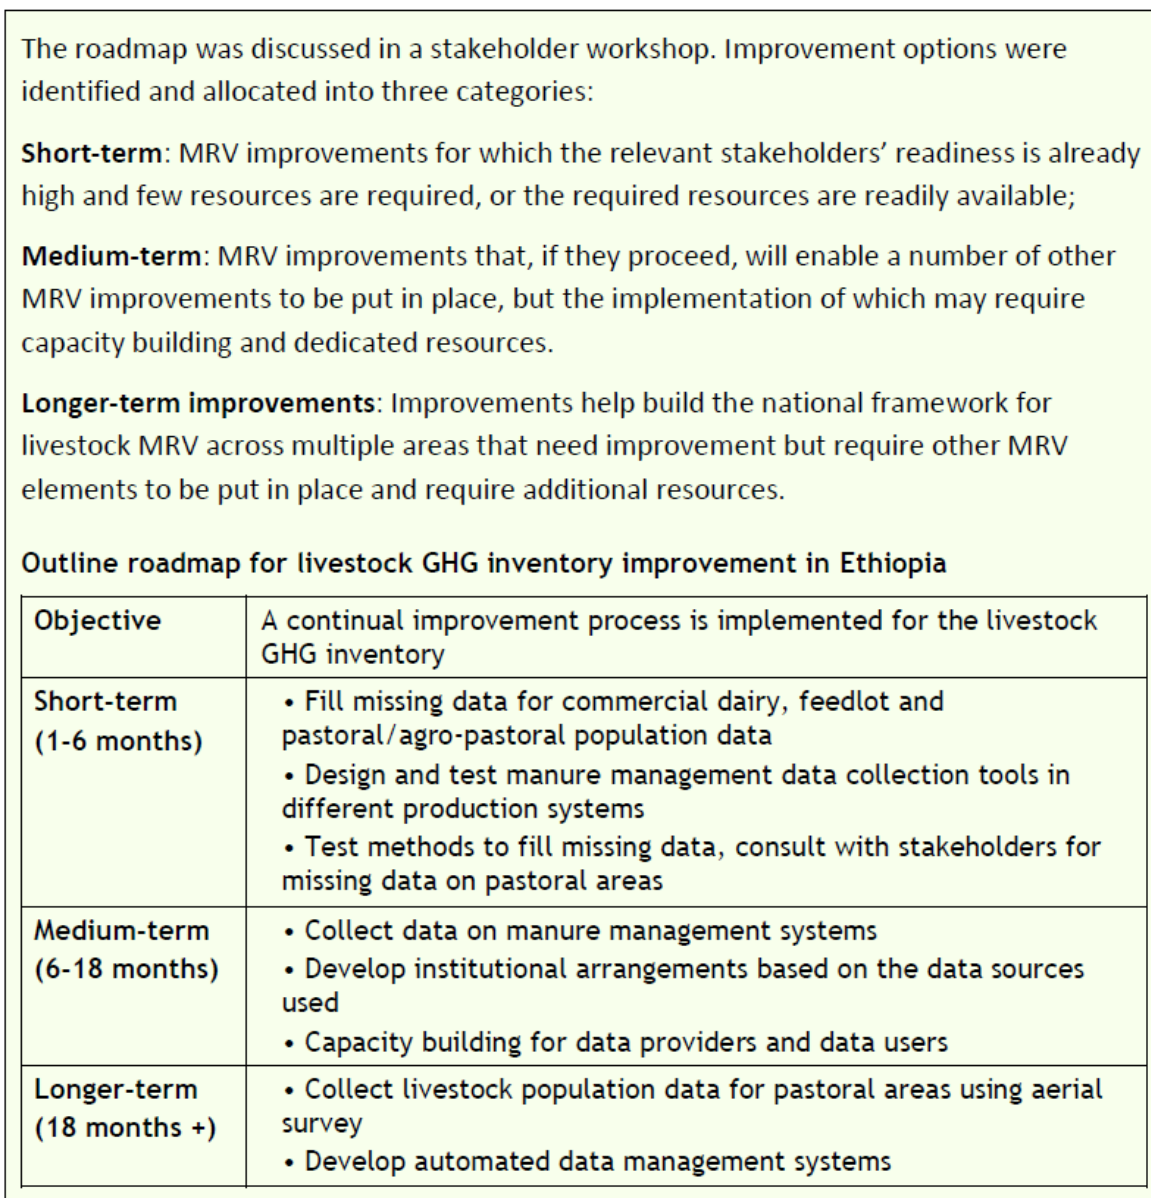 The roadmap was discussed in a stakeholder workshop. Improvement options were
identified and allocated into three categories:
Short-term: MRV improvements for which the relevant stakeholders’ readiness is already
high and few resources are required, or the required resources are readily available;
Medium-term: MRV improvements that, if they proceed, will enable a number of other
MRV improvements to be put in place, but the implementation of which may require
capacity building and dedicated resources.
Longer-term improvements: Improvements help build the national framework for
livestock MRV across multiple areas that need improvement but require other MRV
elements to be put in place and require additional resources.
Outline roadmap for livestock GHG inventory improvement in Ethiopia
Objective
A continual improvement process is implemented for the livestock
GHG inventory
Short-term
(1-6 months)
• Fill missing data for commercial dairy, feedlot and
pastoral/agro-pastoral population data
• Design and test manure management data collection tools in
different production systems
• Test methods to fill missing data, consult with stakeholders for
missing data on pastoral areas
Medium-term
(6-18 months)
• Collect data on manure management systems
• Develop institutional arrangements based on the data sources
used
• Capacity building for data providers and data users
Longer-term
(18 months +)
• Collect livestock population data for pastoral areas using aerial
survey
• Develop automated data management systems